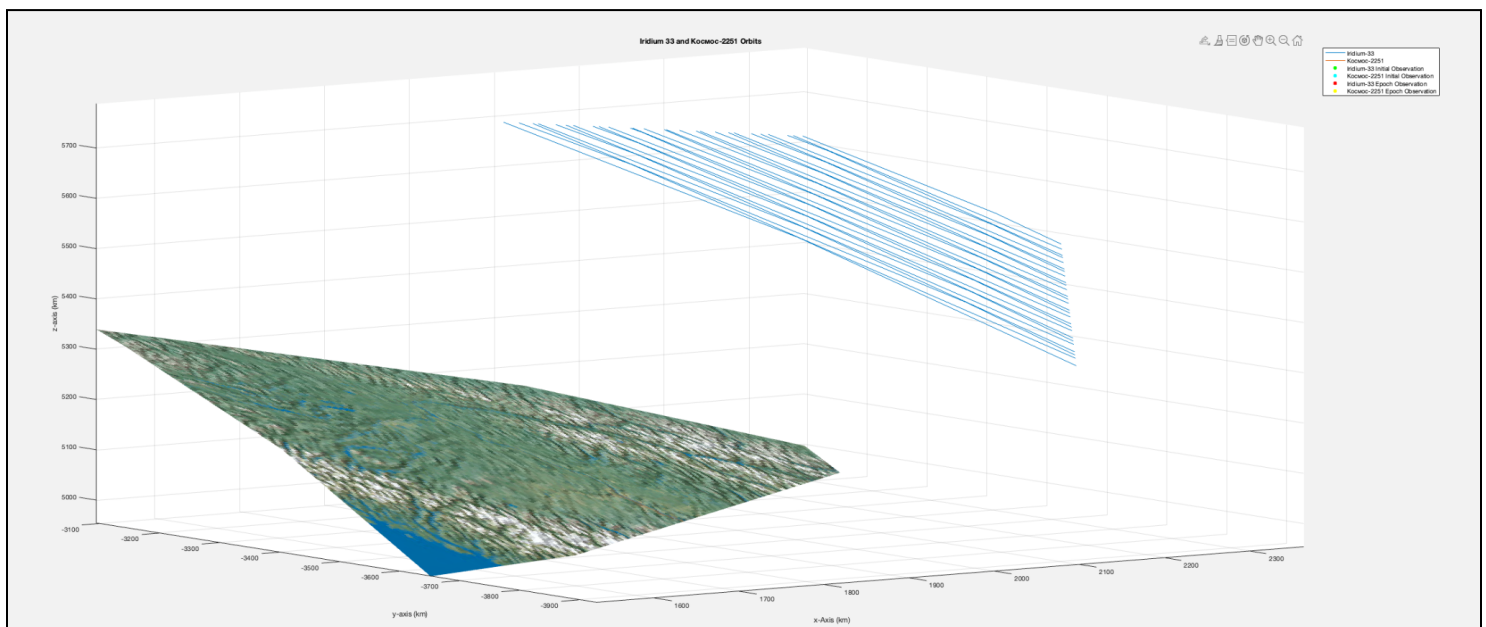 Iridium 33 and Космос-2251 Orbits
Iridium-33
Космос-2251
Iridium-33 Initial Observation
Космос-2251 Initial Observation
Iridium-33 Epoch Observation
Космос-2251 Epoch Observation
5700
5600
5500
5400
5300
5200
5100
5000
z-axis (km)
-3100
-3200
-3300
-3400
-3500
-3600
-3700
-3800
-3900
y-axis (km)
1600
1700
1800
1900
2000
2100
2200
2300
x-Axis (km)